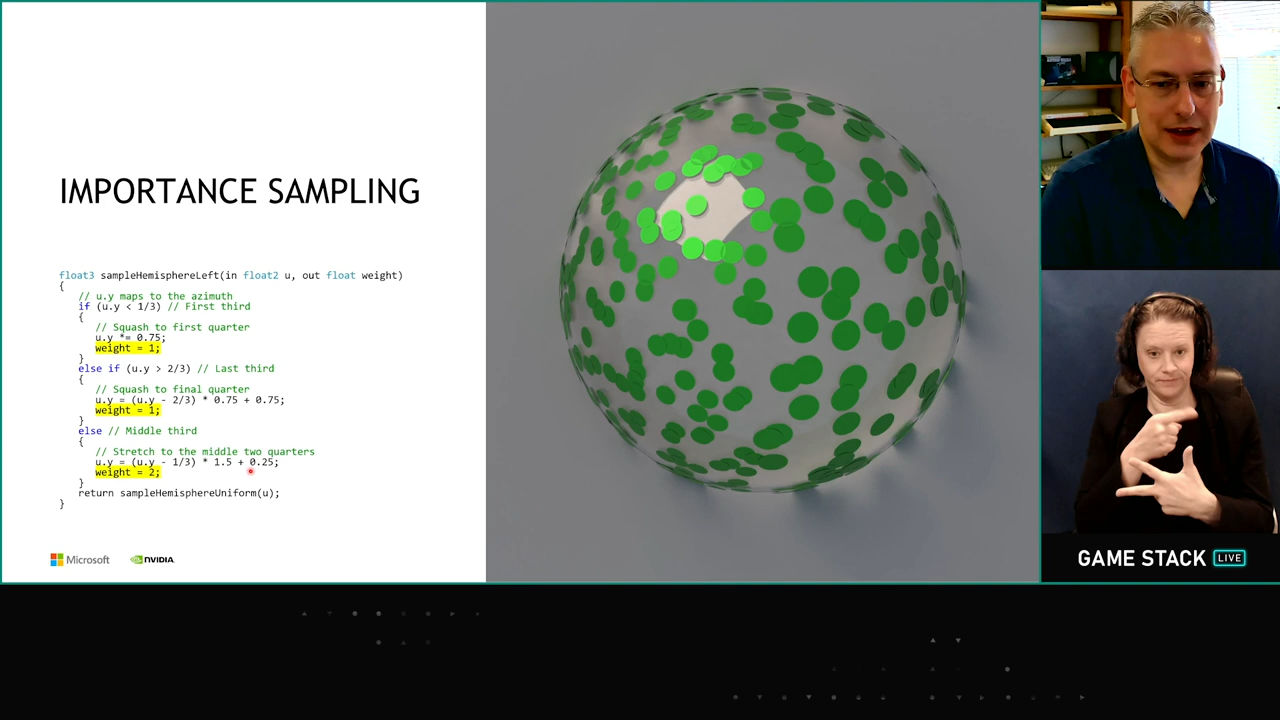 IMPORTANCE SAMPLING
float3 sampleHemisphereLeft(in float2 u, out float weight)
{
// u.y maps to the azimuth
if (u.y < 1/3) // First third
{
// Squash to first quarter
u.y *= 0.75;
weight = 1;
}
else if (u.y > 2/3) // Last third
{
// Squash to final quarter
u.y = (u.y - 2/3) * 0.75 + 0.75;
weight = 1;
}
else // Middle third
{
// Stretch to the middle two quarters
u.y = (u.y - 1/3) * 1.5 + 0.25;
weight = 2;
}
return sampleHemisphereUniform(u);
}
Microsoft
NVIDIA
GAME STACK LIVE